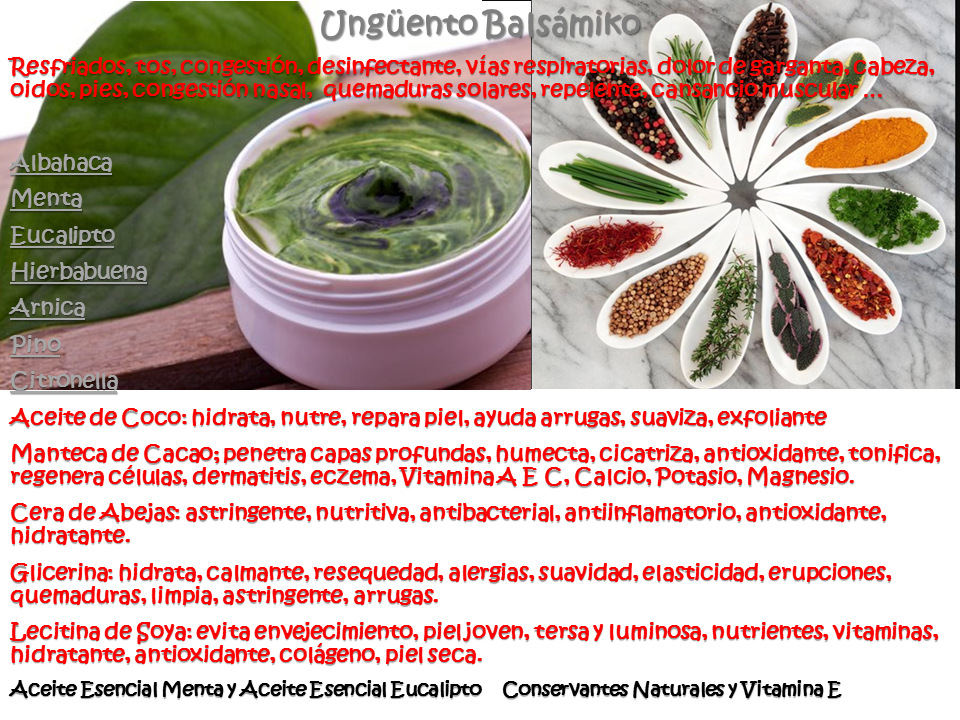 Ungüento Balsámiko
Resfriados, tos, congestión, desinfectante, vías respiratorias, dolor de garganta, cabeza,
oidos, pies. congestión nasal, quemaduras solares, repelente, cansancio muscular ...
Albahaca
Menta
Eucalipto
Hierbabuena
Arnica
Pino
Citronella
Aceite de Coco: hidrata, nutre, repara piel, ayuda arrugas, suaviza, exfoliante
Manteca de Cacao; penetra capas profundas, humecta, cicatriza, antioxidante, tonifica,
regenera células, dermatitis, eczema, Vitamina A E C, Calcio, Potasio, Magnesio.
Cera de Abejas: astringente, nutritiva, antibacterial, antiinflamatorio, antioxidante,
hidratante.
Glicerina: hidrata, calmante, resequedad, alergias, suavidad, elasticidad, erupciones,
quemaduras, limpia, astringente, arrugas.
Lecitina de Soya: evita envejecimiento, piel joven, tersa y luminosa, nutrientes, vitaminas,
hidratante, antioxidante, colágeno, piel seca.
Aceite Esencial Menta y Aceite Esencial Eucalipto Conservantes Naturales y Vitamina E